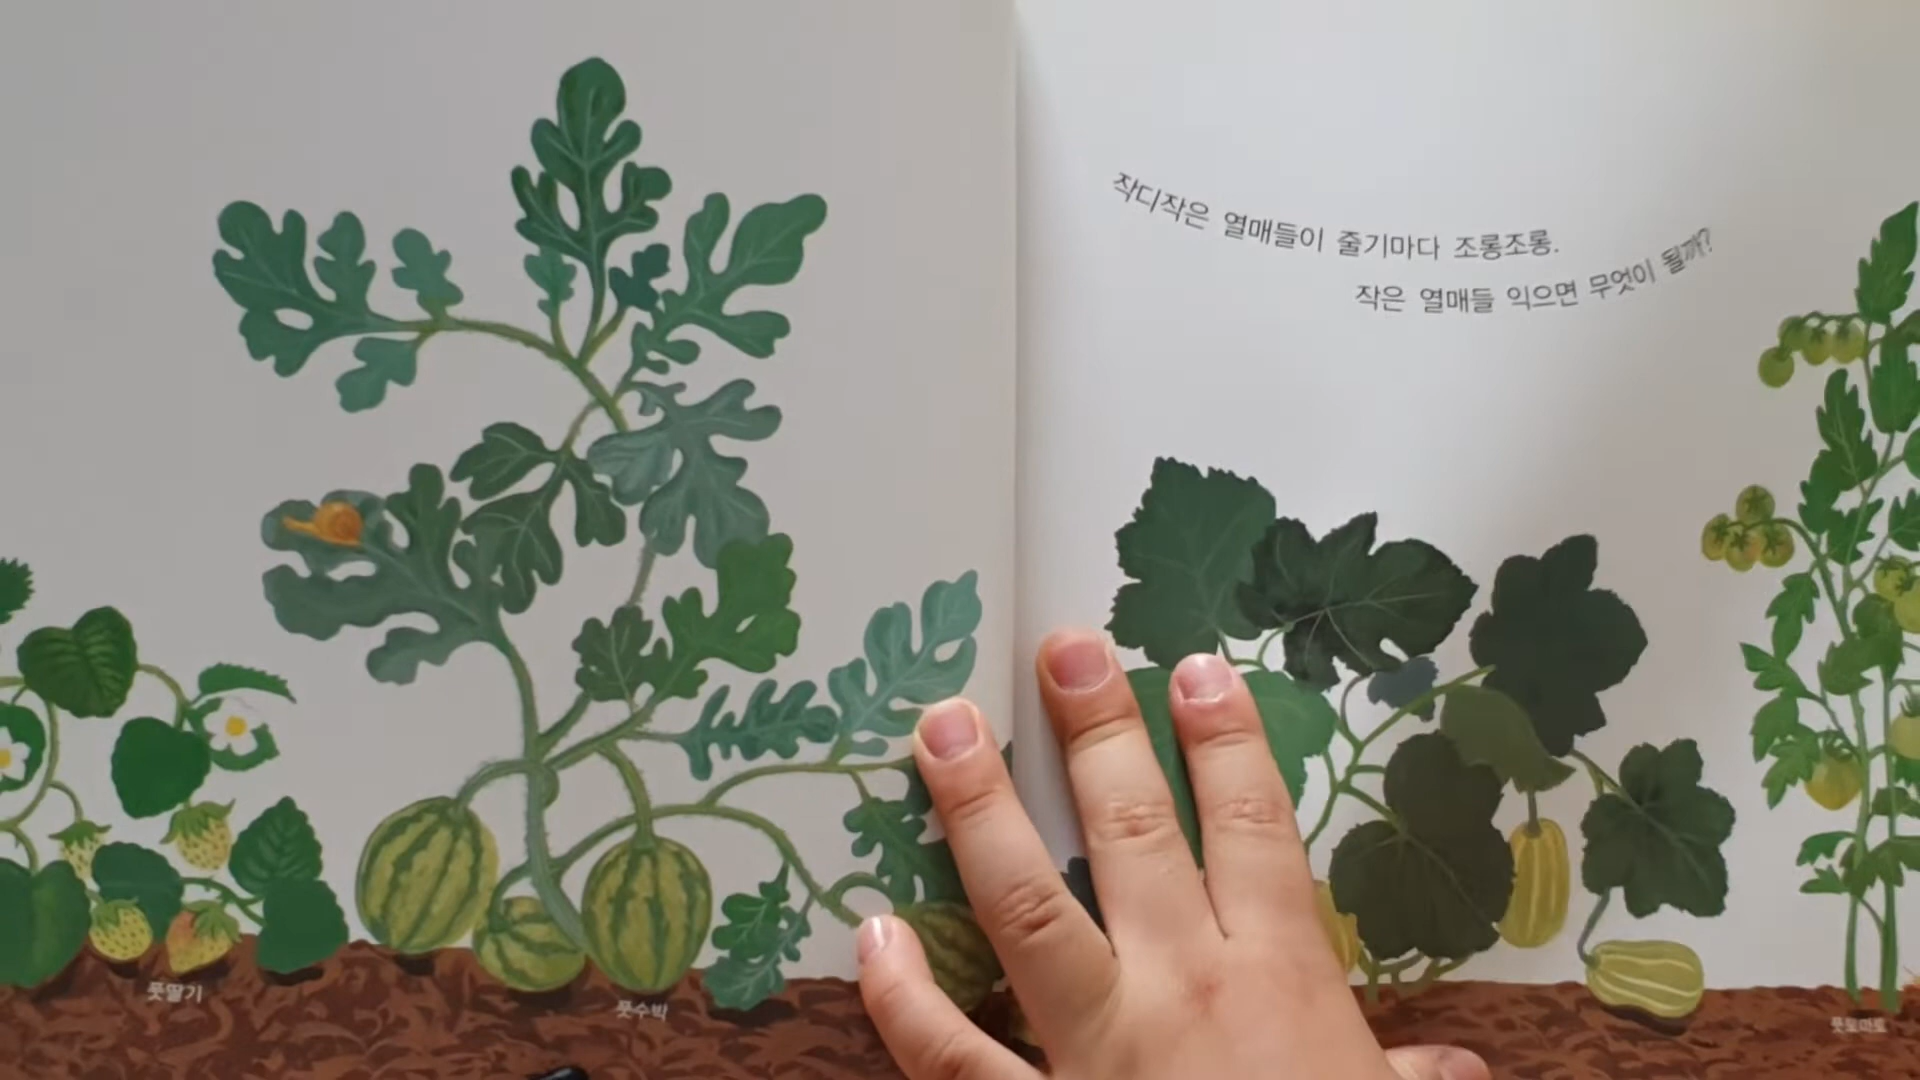 작디작은 열매들이 줄기마다 조롱조롱.
작은 열매들 익으면 무엇이 될까?
풋딸기
풋수박
풋토마토